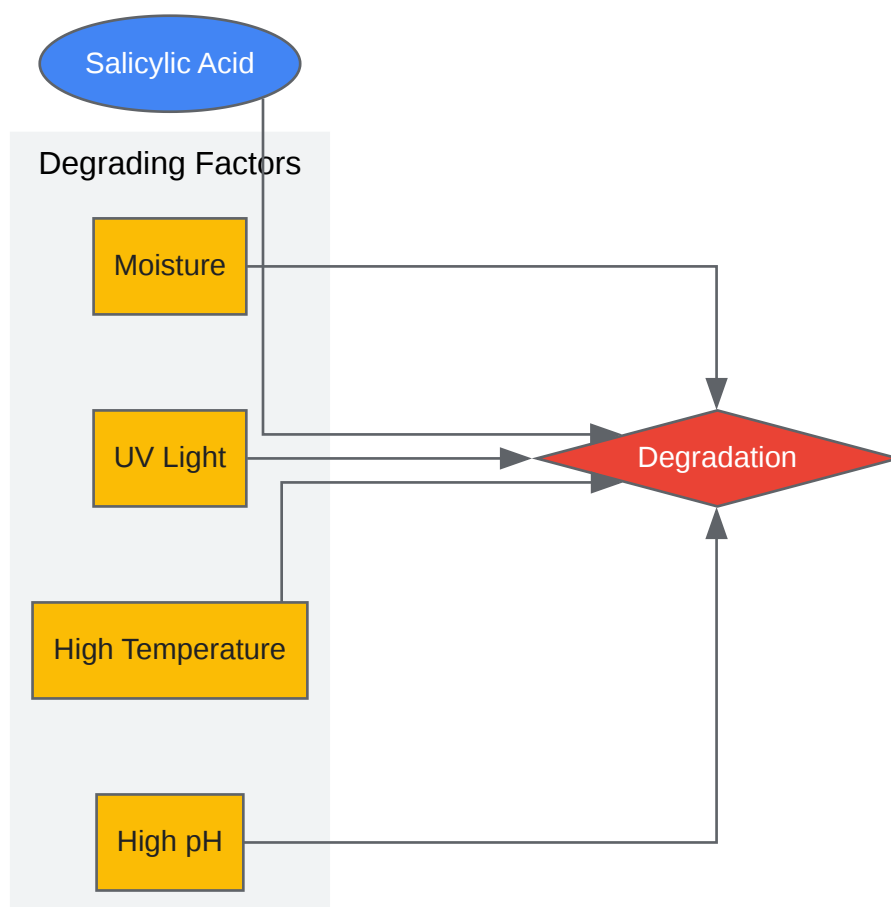 Salicylic Acid
Degrading Factors
Moisture
UV Light
Degradation
High Temperature
High pH